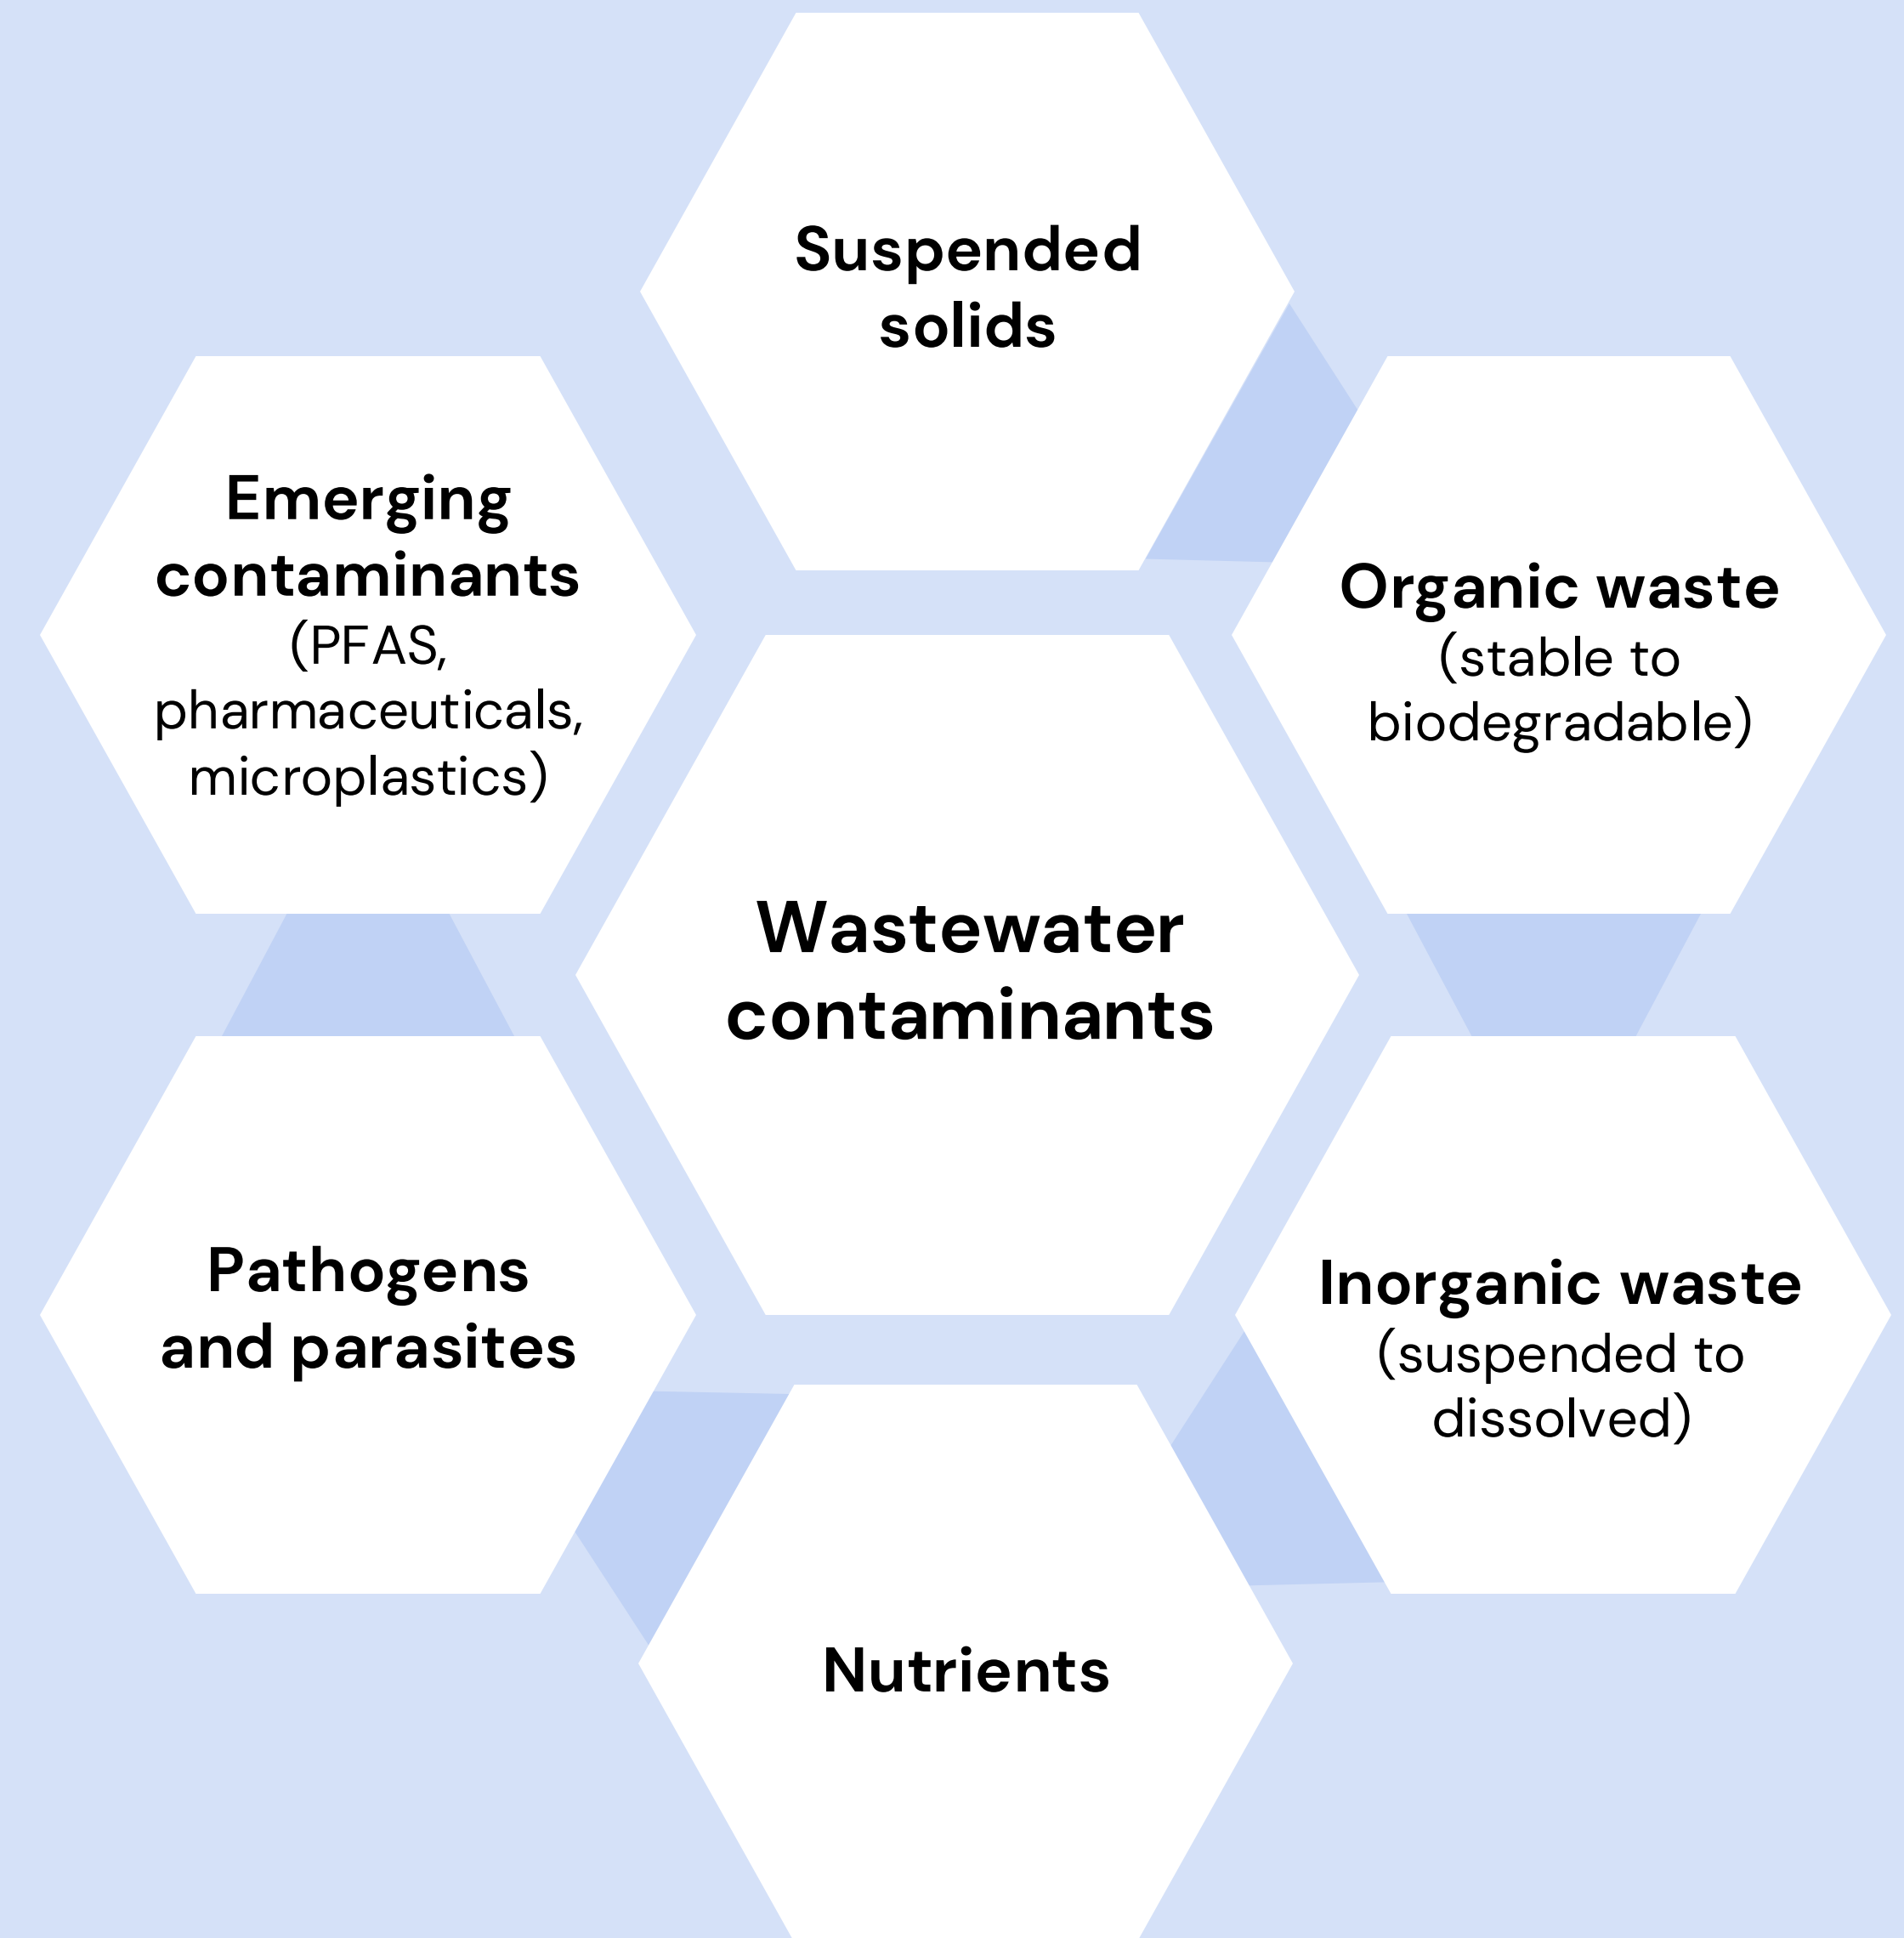 Suspended
solids
Emerging
contaminants
(PFAS,
pharmaceuticals,
microplastics)
Organic waste
(stable to
biodegradable)
Wastewater
contaminants
Pathogens
and parasites
Inorganic waste
(suspended to
dissolved)
Nutrients